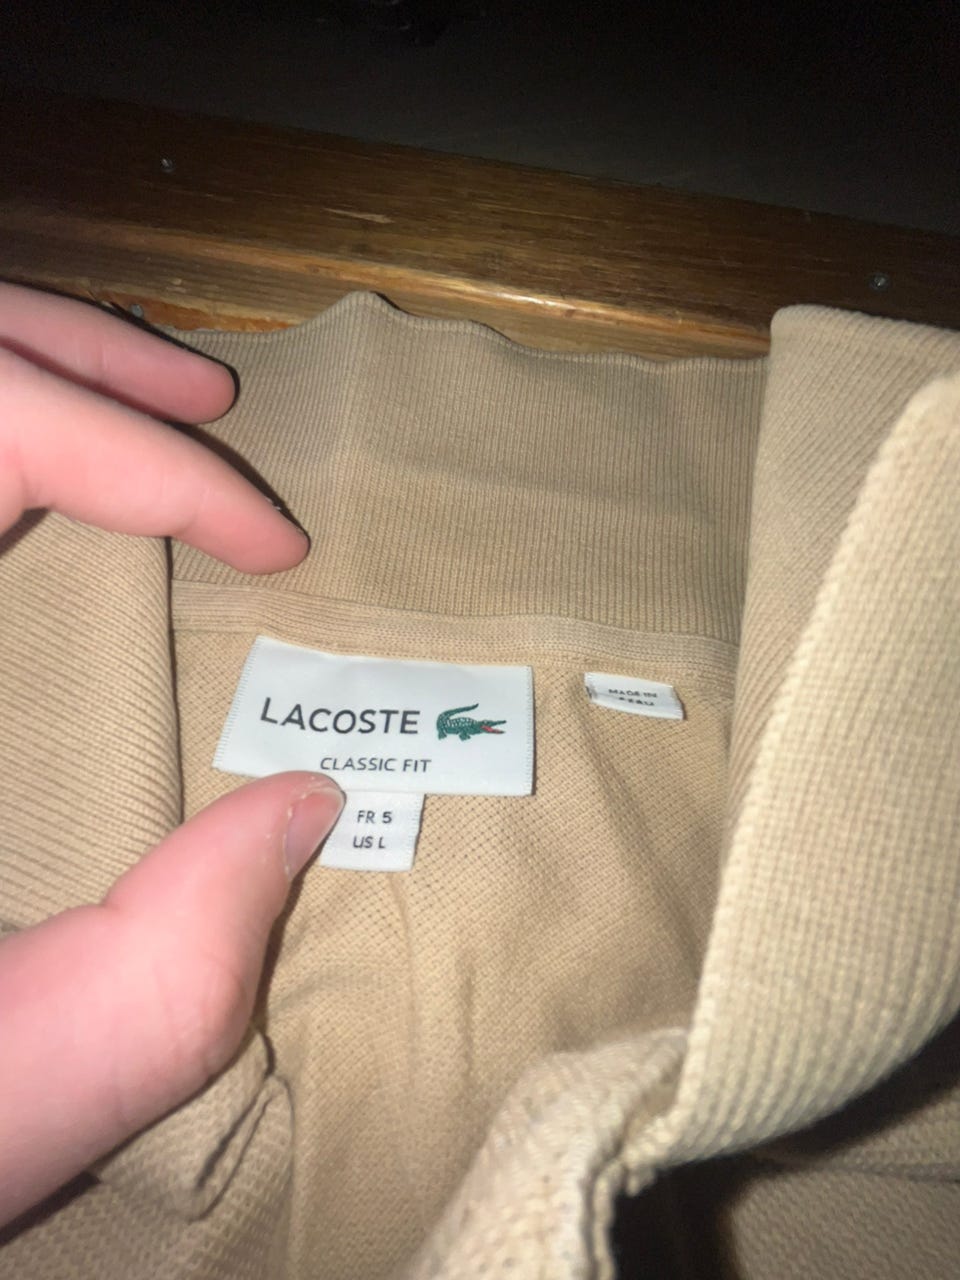 LACOSTE
CLASSIC FIT
FR 5
US L
MADE IN